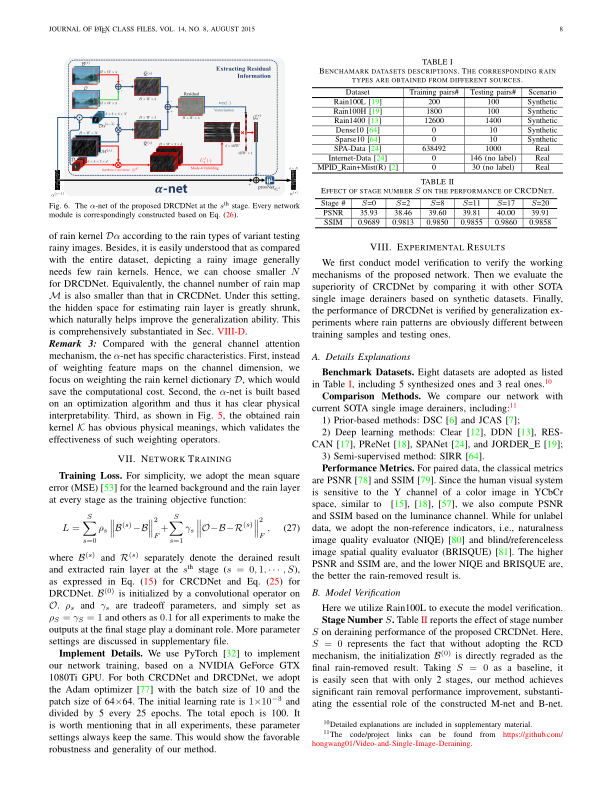 JOURNAL OF LATEX CLASS FILES, VOL. 14, NO. 8, AUGUST 2015
8
Extracting Residual
Information
Residual
α-net
Fig. 6. The α-net of the proposed DRCDNet at the sth stage. Every network
module is correspondingly constructed based on Eq. (26).
of rain kernel Dα according to the rain types of variant testing
rainy images. Besides, it is easily understood that as compared
with the entire dataset, depicting a rainy image generally
needs few rain kernels. Hence, we can choose smaller N
for DRCDNet. Equivalently, the channel number of rain map
M is also smaller than that in CRCDNet. Under this setting,
the hidden space for estimating rain layer is greatly shrunk,
which naturally helps improve the generalization ability. This
is comprehensively substantiated in Sec. VIII-D.
Remark 3: Compared with the general channel attention
mechanism, the α-net has specific characteristics. First, instead
of weighting feature maps on the channel dimension, we
focus on weighting the rain kernel dictionary D, which would
save the computational cost. Second, the α-net is built based
on an optimization algorithm and thus it has clear physical
interpretability. Third, as shown in Fig. 5, the obtained rain
kernel K has obvious physical meanings, which validates the
effectiveness of such weighting operators.
VII. NETWORK TRAINING
Training Loss. For simplicity, we adopt the mean square
error (MSE) [53] for the learned background and the rain layer
at every stage as the training objective function:
L = ∑_{s=0}^{S} ρ_s ‖B^{(s)}−B‖_F^2 + ∑_{s=1}^{S} γ_s ‖O−B−R^{(s)}‖_F^2 , (27)
where B^{(s)} and R^{(s)} separately denote the derained result
and extracted rain layer at the sth stage (s = 0, 1, ⋯ , S),
as expressed in Eq. (15) for CRCDNet and Eq. (25) for
DRCDNet. B^{(0)} is initialized by a convolutional operator on
O. ρ_s and γ_s are tradeoff parameters, and simply set as
ρ_S = γ_S = 1 and others as 0.1 for all experiments to make the
outputs at the final stage play a dominant role. More parameter
settings are discussed in supplementary file.
Implement Details. We use PyTorch [32] to implement
our network training, based on a NVIDIA GeForce GTX
1080Ti GPU. For both CRCDNet and DRCDNet, we adopt
the Adam optimizer [77] with the batch size of 10 and the
patch size of 64×64. The initial learning rate is 1×10⁻³ and
divided by 5 every 25 epochs. The total epoch is 100. It
is worth mentioning that in all experiments, these parameter
settings always keep the same. This would show the favorable
robustness and generality of our method.
TABLE I
BENCHAMARK DATASETS DESCRIPTIONS. THE CORRESPONDING RAIN
TYPES ARE OBTAINED FROM DIFFERENT SOURCES.
Dataset Training pairs# Testing pairs# Scenario
Rain100L [19] 200 100 Synthetic
Rain100H [19] 1800 100 Synthetic
Rain1400 [13] 12600 1400 Synthetic
Dense10 [64] 0 10 Synthetic
Sparse10 [64] 0 10 Synthetic
SPA-Data [24] 638492 1000 Real
Internet-Data [24] 0 146 (no label) Real
MPID_Rain+Mist(R) [2] 0 30 (no label) Real
TABLE II
EFFECT OF STAGE NUMBER S ON THE PERFORMANCE OF CRCDNET.
Stage # S=0 S=2 S=8 S=11 S=17 S=20
PSNR 35.93 38.46 39.60 39.81 40.00 39.91
SSIM 0.9689 0.9813 0.9850 0.9855 0.9860 0.9858
VIII. EXPERIMENTAL RESULTS
We first conduct model verification to verify the working
mechanisms of the proposed network. Then we evaluate the
superiority of CRCDNet by comparing it with other SOTA
single image derainers based on synthetic datasets. Finally,
the performance of DRCDNet is verified by generalization ex-
periments where rain patterns are obviously different between
training samples and testing ones.
A. Details Explanations
Benchmark Datasets. Eight datasets are adopted as listed
in Table I, including 5 synthesized ones and 3 real ones.¹⁰
Comparison Methods. We compare our network with
current SOTA single image derainers, including:¹¹
1) Prior-based methods: DSC [6] and JCAS [7];
2) Deep learning methods: Clear [12], DDN [13], RES-
CAN [17], PReNet [18], SPANet [24], and JORDER_E [19];
3) Semi-supervised method: SIRR [64].
Performance Metrics. For paired data, the classical metrics
are PSNR [78] and SSIM [79]. Since the human visual system
is sensitive to the Y channel of a color image in YCbCr
space, similar to [15], [18], [57], we also compute PSNR
and SSIM based on the luminance channel. While for unlabel
data, we adopt the non-reference indicators, i.e., naturalness
image quality evaluator (NIQE) [80] and blind/referenceless
image spatial quality evaluator (BRISQUE) [81]. The higher
PSNR and SSIM are, and the lower NIQE and BRISQUE are,
the better the rain-removed result is.
B. Model Verification
Here we utilize Rain100L to execute the model verification.
Stage Number S. Table II reports the effect of stage number
S on deraining performance of the proposed CRCDNet. Here,
S = 0 represents the fact that without adopting the RCD
mechanism, the initialization B^{(0)} is directly regarded as the
final rain-removed result. Taking S = 0 as a baseline, it
is easily seen that with only 2 stages, our method achieves
significant rain removal performance improvement, substanti-
ating the essential role of the constructed M-net and B-net.
¹⁰Detailed explanations are included in supplementary material.
¹¹The code/project links can be found from https://github.com/
hongwang01/Video-and-Single-Image-Deraining.